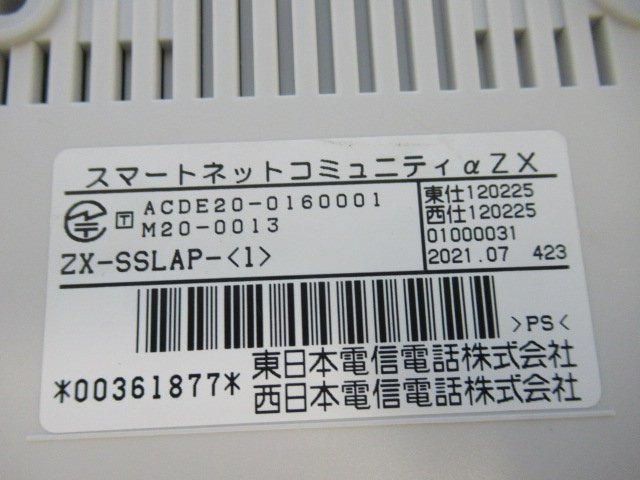 スマートネットコミュニティαZX
T ACDE20-0160001
M20-0013
ZX-SSLAP-<1>
東仕120225
西仕120225
01000031
2021.07 423
>PS<
*00361877*
東日本電信電話株式会社
西日本電信電話株式会社